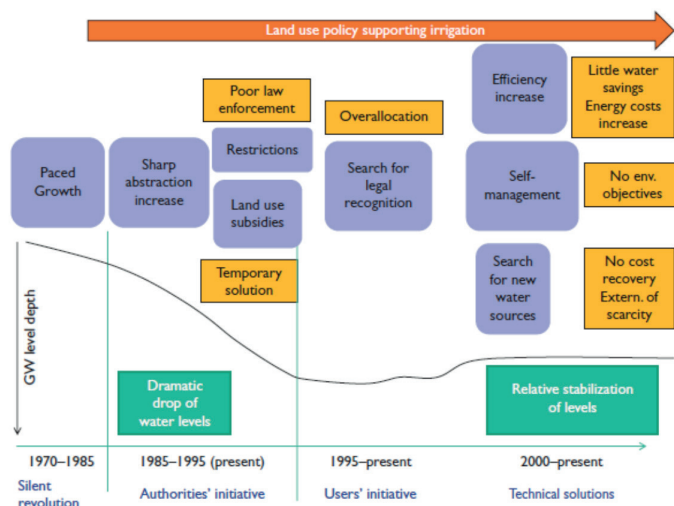 Land use policy supporting irrigation
Poor law
enforcement
Overallocation
Efficiency
increase
Little water
savings
Energy costs
increase
Paced
Growth
Sharp
abstraction
increase
Restrictions
Land use
subsidies
Search for
legal
recognition
Self-
management
No env.
objectives
Temporary
solution
Search
for new
water
sources
No cost
recovery
Extern. of
scarcity
GW level depth
Dramatic
drop of
water levels
Relative stabilization
of levels
1970–1985
1985–1995 (present)
1995–present
2000–present
Silent
revolution
Authorities' initiative
Users' initiative
Technical solutions